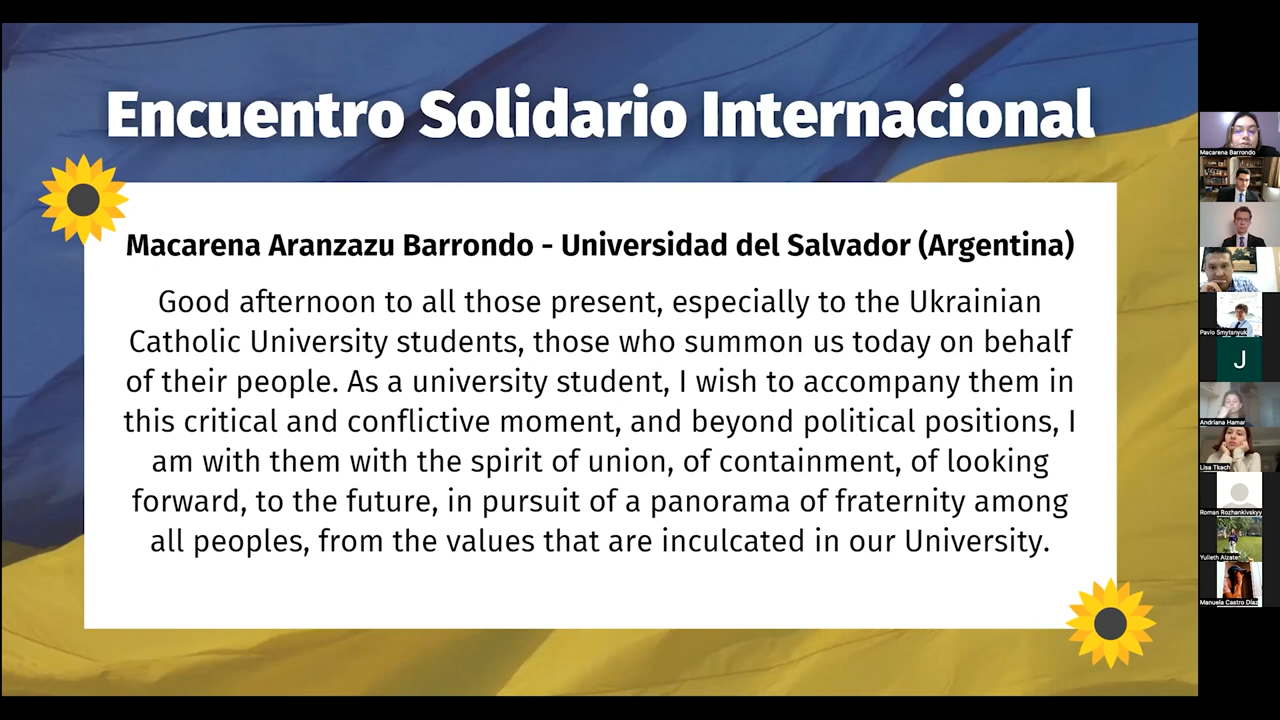 Encuentro Solidario Internacional
Macarena Aranzazu Barrondo - Universidad del Salvador (Argentina)
Good afternoon to all those present, especially to the Ukrainian
Catholic University students, those who summon us today on behalf
of their people. As a university student, I wish to accompany them in
this critical and conflictive moment, and beyond political positions, I
am with them with the spirit of union, of containment, of looking
forward, to the future, in pursuit of a panorama of fraternity among
all peoples, from the values that are inculcated in our University.
Macarena Barrondo
Pavlo Smytsnyuk
J
Andriana Hamar
Lisa Tkach
Roman Rozhankivskyy
Yulieth Alzate
Manuela Castro Díaz